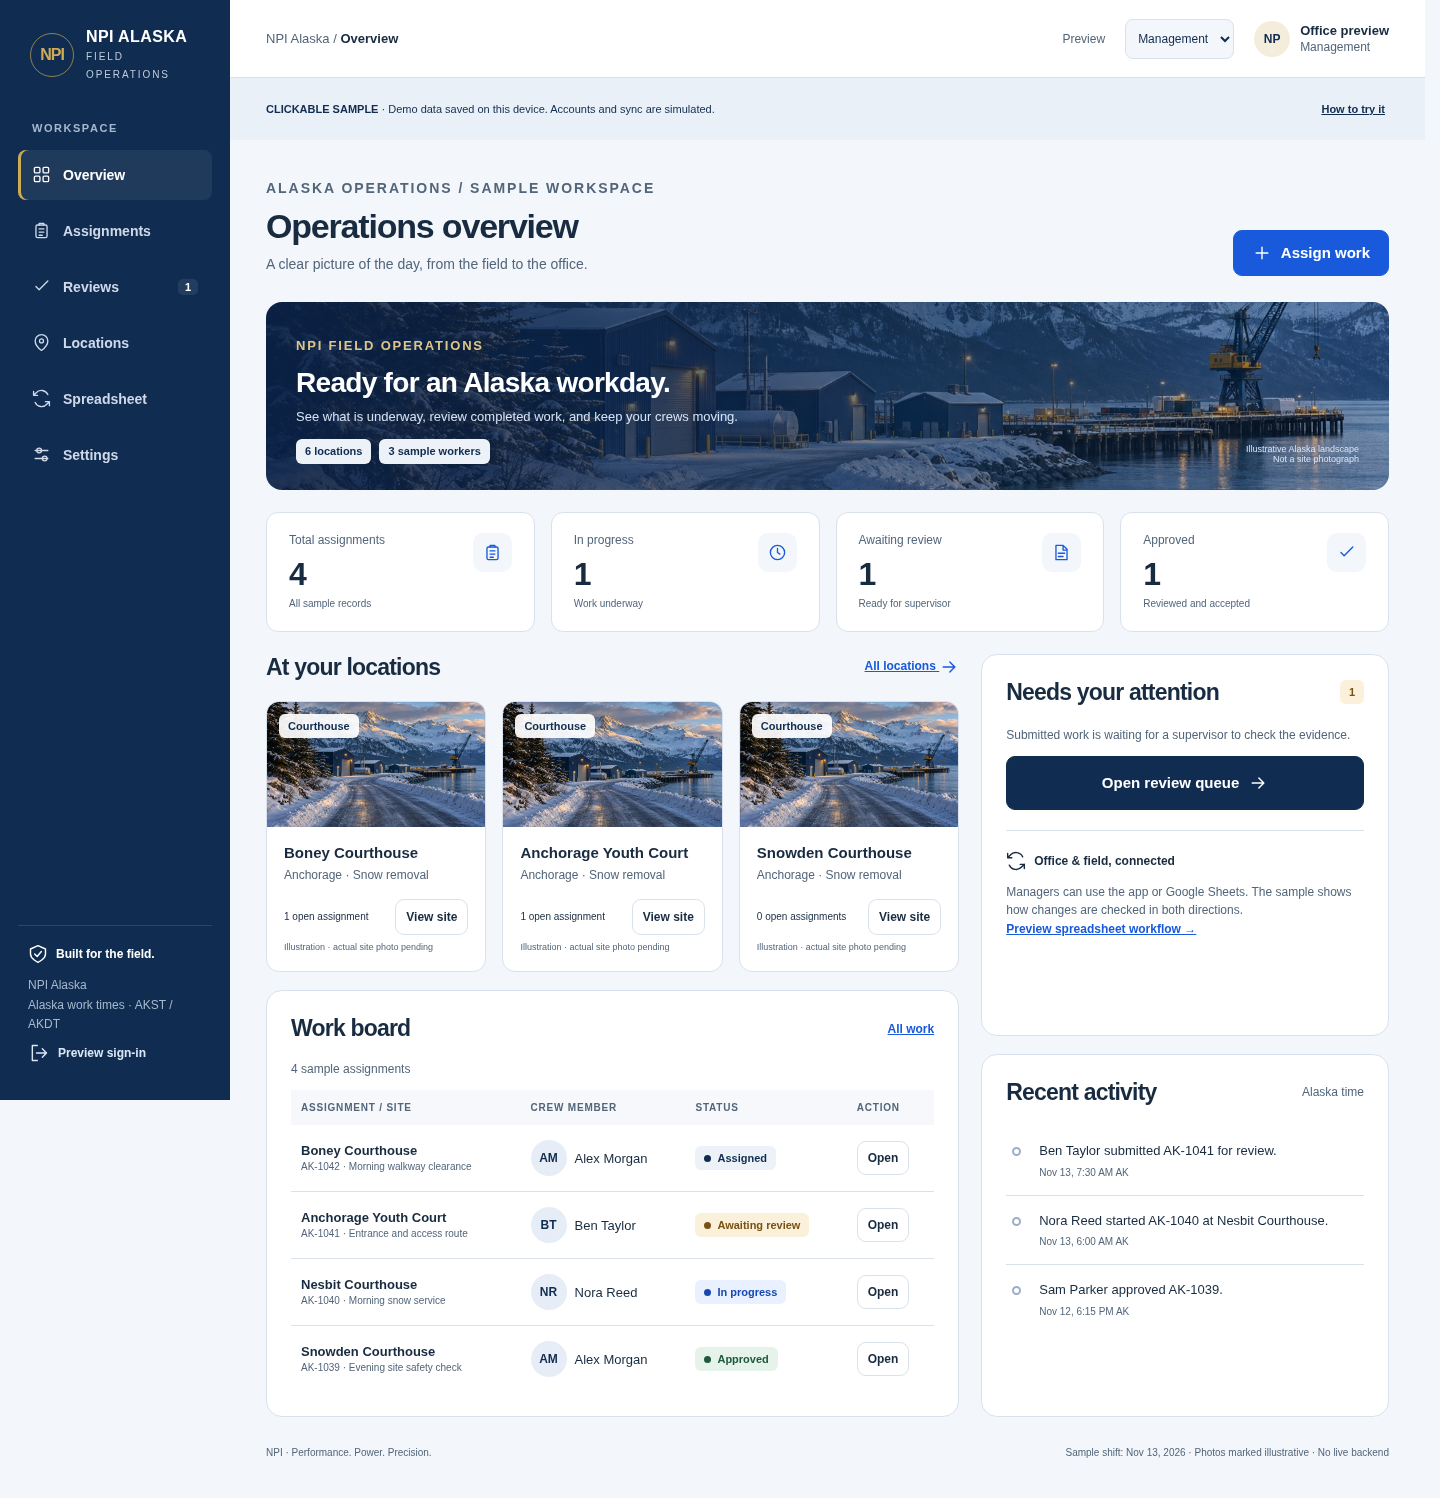 NPI
NPI ALASKA
FIELD
OPERATIONS
WORKSPACE
Overview
Assignments
Reviews 1
Locations
Spreadsheet
Settings
Built for the field.
NPI Alaska
Alaska work times · AKST /
AKDT
Preview sign-in
NPI Alaska / Overview
Preview
Management
NP
Office preview
Management
CLICKABLE SAMPLE · Demo data saved on this device. Accounts and sync are simulated.
How to try it
ALASKA OPERATIONS / SAMPLE WORKSPACE
Operations overview
A clear picture of the day, from the field to the office.
Assign work
NPI FIELD OPERATIONS
Ready for an Alaska workday.
See what is underway, review completed work, and keep your crews moving.
6 locations
3 sample workers
Illustrative Alaska landscape
Not a site photograph
Total assignments
4
All sample records
In progress
1
Work underway
Awaiting review
1
Ready for supervisor
Approved
1
Reviewed and accepted
At your locations
All locations
Courthouse
Boney Courthouse
Anchorage · Snow removal
1 open assignment
View site
Illustration · actual site photo pending
Courthouse
Anchorage Youth Court
Anchorage · Snow removal
1 open assignment
View site
Illustration · actual site photo pending
Courthouse
Snowden Courthouse
Anchorage · Snow removal
0 open assignments
View site
Illustration · actual site photo pending
Needs your attention
1
Submitted work is waiting for a supervisor to check the evidence.
Open review queue
Office & field, connected
Managers can use the app or Google Sheets. The sample shows
how changes are checked in both directions.
Preview spreadsheet workflow →
Work board
All work
4 sample assignments
ASSIGNMENT / SITE CREW MEMBER STATUS ACTION
Boney Courthouse
AK-1042 · Morning walkway clearance
AM Alex Morgan
Assigned
Open
Anchorage Youth Court
AK-1041 · Entrance and access route
BT Ben Taylor
Awaiting review
Open
Nesbit Courthouse
AK-1040 · Morning snow service
NR Nora Reed
In progress
Open
Snowden Courthouse
AK-1039 · Evening site safety check
AM Alex Morgan
Approved
Open
Recent activity
Alaska time
Ben Taylor submitted AK-1041 for review.
Nov 13, 7:30 AM AK
Nora Reed started AK-1040 at Nesbit Courthouse.
Nov 13, 6:00 AM AK
Sam Parker approved AK-1039.
Nov 12, 6:15 PM AK
NPI · Performance. Power. Precision.
Sample shift: Nov 13, 2026 · Photos marked illustrative · No live backend